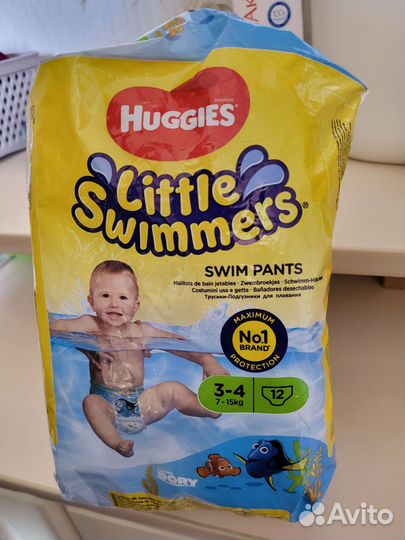 HUGGIES
Little
Swimmers®
SWIM PANTS
Maillots de bain jetables · Zwembroekjes · Schwimm-
Costumini usa e getta · Bañadores desechables
Трусики-Подгузники для плавания
MAXIMUM
No.1
BRAND
PROTECTION
3-4
7-15kg
12
DORY
Avito